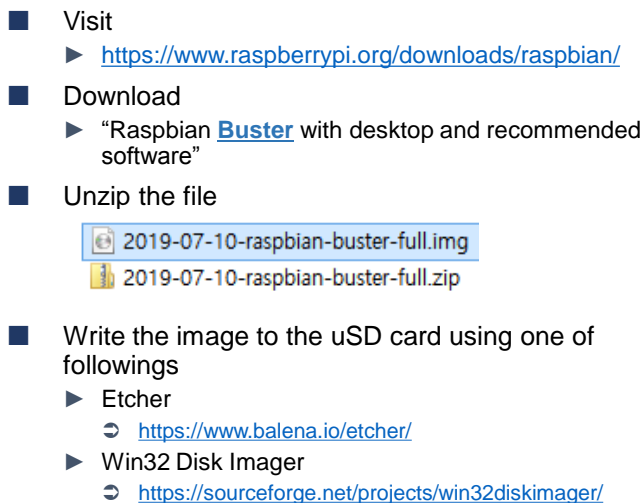 Visit
https://www.raspberrypi.org/downloads/raspbian/
Download
“Raspbian Buster with desktop and recommended
software”
Unzip the file
2019-07-10-raspbian-buster-full.img
2019-07-10-raspbian-buster-full.zip
Write the image to the uSD card using one of
followings
Etcher
https://www.balena.io/etcher/
Win32 Disk Imager
https://sourceforge.net/projects/win32diskimager/